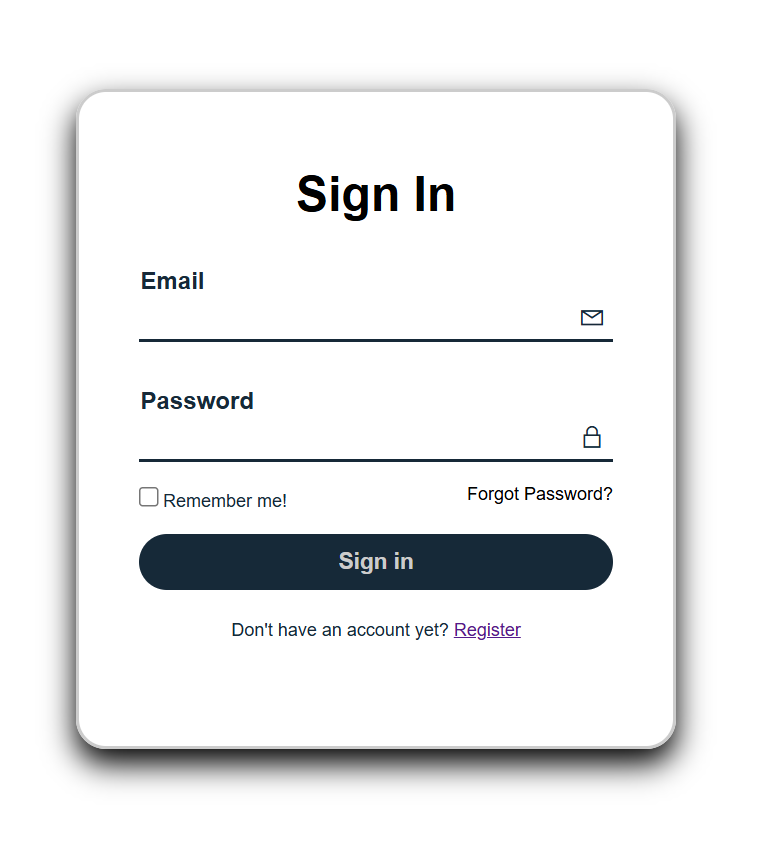 Sign In
Email
Password
Remember me! Forgot Password?
Sign in
Don't have an account yet? Register